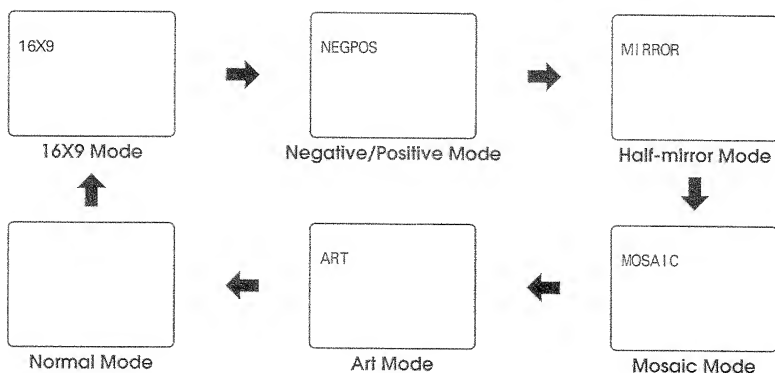 16X9
NEGPOS
MIRROR
16X9 Mode
Negative/Positive Mode
Half-mirror Mode
ART
MOSAIC
Normal Mode
Art Mode
Mosaic Mode